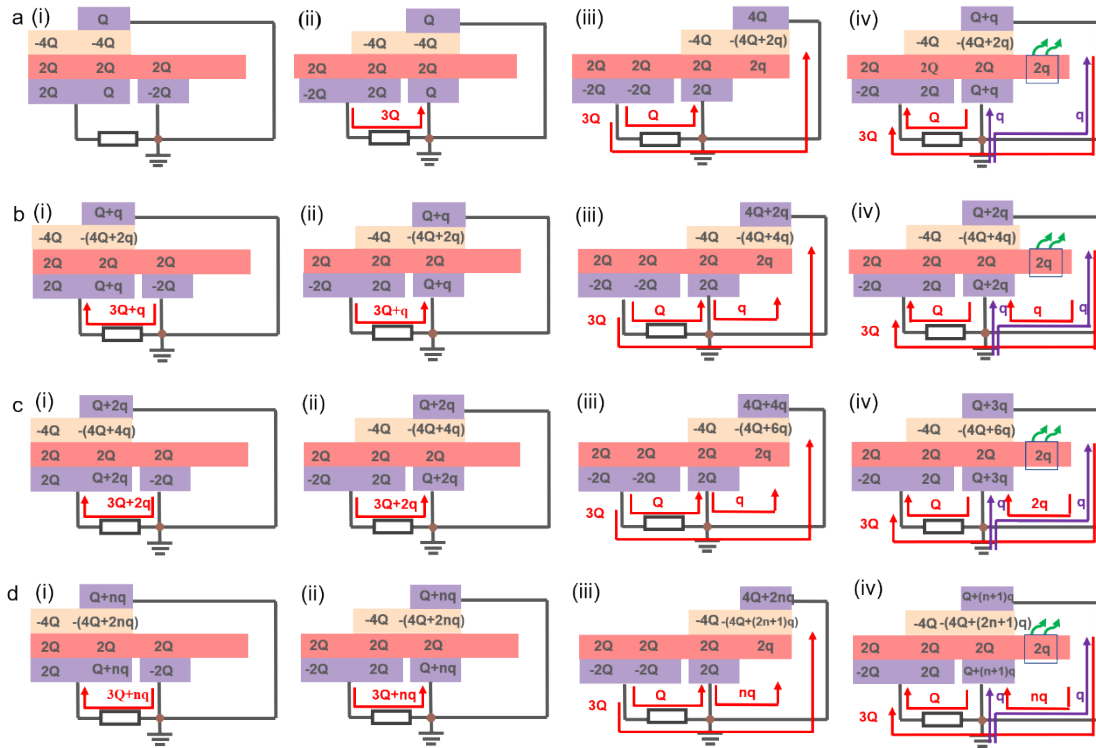 a (i) (ii) (iii) (iv)
Q Q 4Q Q+q
-4Q -4Q -4Q -4Q -4Q -(4Q+2q) -4Q -(4Q+2q)
2Q 2Q 2Q 2Q 2Q 2Q 2Q 2Q 2Q 2q 2Q 2Q 2Q 2q
2Q Q -2Q -2Q 2Q Q -2Q -2Q 2Q 2Q 2Q Q+q
3Q 3Q Q 3Q Q q q
b (i) (ii) (iii) (iv)
Q+q Q+q 4Q+2q Q+2q
-4Q -(4Q+2q) -4Q -(4Q+2q) -4Q -(4Q+4q) -4Q -(4Q+4q)
2Q 2Q 2Q 2Q 2Q 2Q 2Q 2Q 2Q 2q 2Q 2Q 2Q 2q
2Q Q+q -2Q -2Q 2Q Q+q -2Q -2Q 2Q -2Q 2Q Q+2q
3Q+q 3Q+q 3Q Q q 3Q Q q q q
c (i) (ii) (iii) (iv)
Q+2q Q+2q 4Q+4q Q+3q
-4Q -(4Q+4q) -4Q -(4Q+4q) -4Q -(4Q+6q) -4Q -(4Q+6q)
2Q 2Q 2Q 2Q 2Q 2Q 2Q 2Q 2Q 2q 2Q 2Q 2Q 2q
2Q Q+2q -2Q -2Q 2Q Q+2q -2Q -2Q 2Q 2Q 2Q Q+3q
3Q+2q 3Q+2q 3Q Q q 3Q Q q 2q q
d (i) (ii) (iii) (iv)
Q+nq Q+nq 4Q+2nq Q+(n+1)q
-4Q -(4Q+2nq) -4Q -(4Q+2nq) -4Q -(4Q+(2n+1)q) -4Q -(4Q+(2n+1)q)
2Q 2Q 2Q 2Q 2Q 2Q 2Q 2Q 2Q 2q 2Q 2Q 2Q 2q
2Q Q+nq -2Q -2Q 2Q Q+nq -2Q -2Q 2Q 2Q 2Q Q+(n+1)q
3Q+nq 3Q+nq 3Q Q nq 3Q Q q nq q